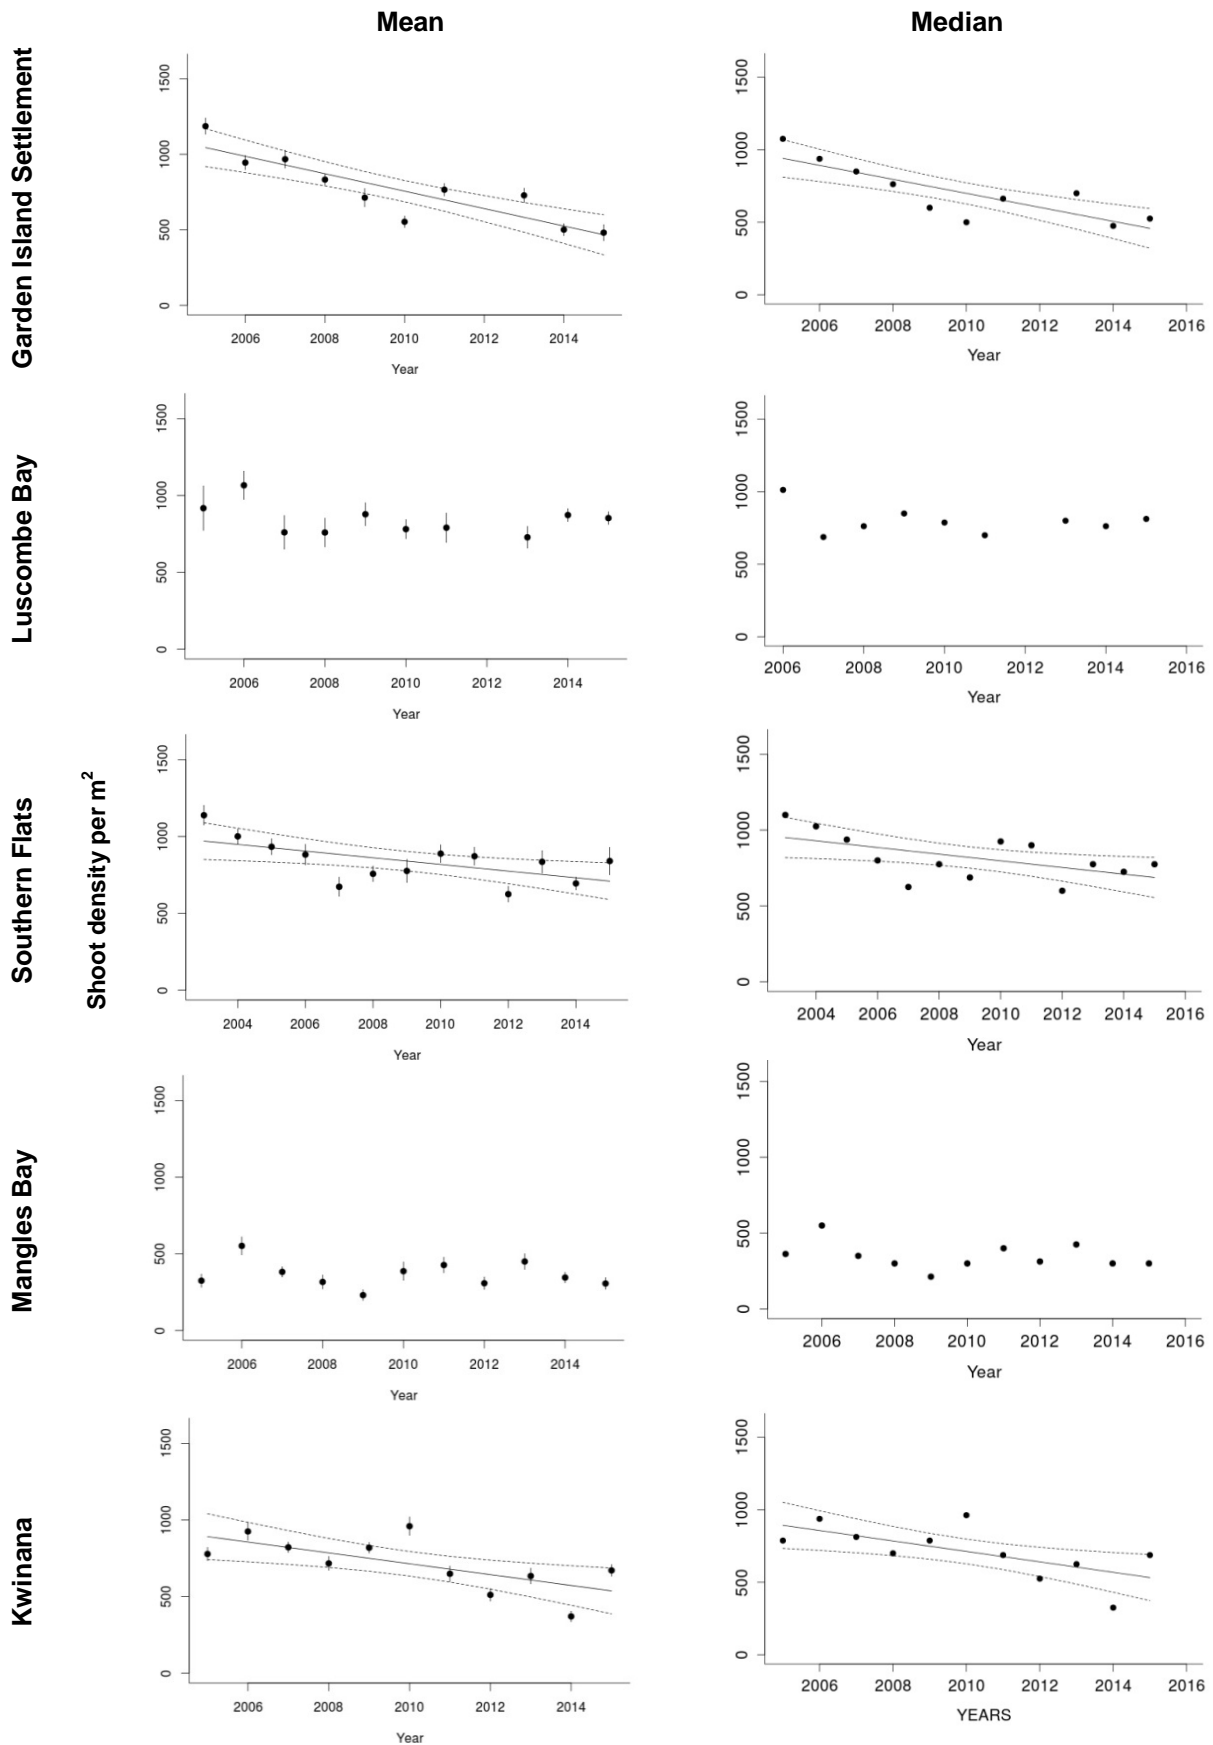 Mean
Median
Garden Island Settlement
1500
1000
500
0
2006 2008 2010 2012 2014
Year
1500
1000
500
0
2006 2008 2010 2012 2014 2016
Year
Luscombe Bay
1500
1000
500
0
2006 2008 2010 2012 2014
Year
1500
1000
500
0
2006 2008 2010 2012 2014 2016
Year
Southern Flats
Shoot density per m²
1500
1000
500
0
2004 2006 2008 2010 2012 2014
Year
1500
1000
500
0
2004 2006 2008 2010 2012 2014 2016
Year
Mangles Bay
1500
1000
500
0
2006 2008 2010 2012 2014
Year
1500
1000
500
0
2006 2008 2010 2012 2014 2016
Year
Kwinana
1500
1000
500
0
2006 2008 2010 2012 2014
Year
1500
1000
500
0
2006 2008 2010 2012 2014 2016
YEARS